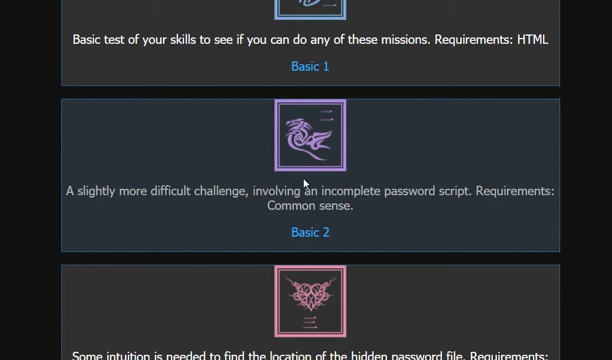 Basic test of your skills to see if you can do any of these missions. Requirements: HTML
Basic 1
A slightly more difficult challenge, involving an incomplete password script. Requirements:
Common sense.
Basic 2
Some intuition is needed to find the location of the hidden password file. Requirements: